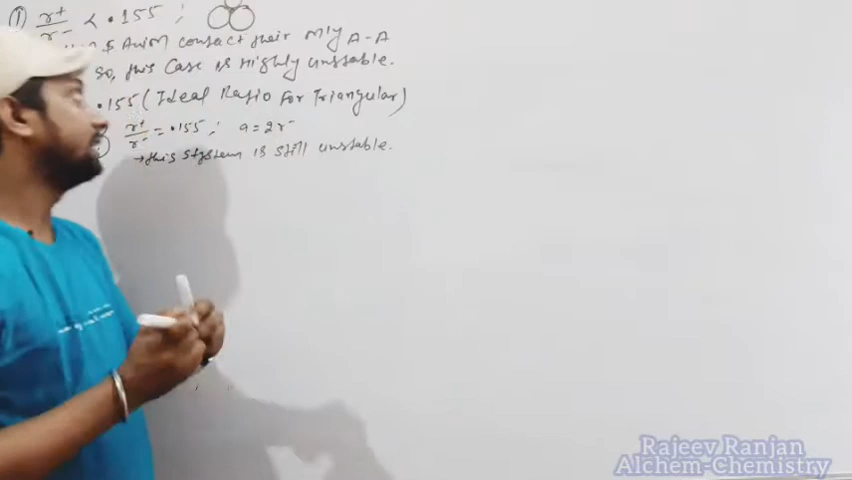 ① r+/r- < .155 ;
& Anion contact their only A-A
So, this case is Highly unstable.
.155 (Ideal Ratio For Triangular)
r+/r- = .155 ; a = 2r-
→ this system is still unstable.
Rajeev Ranjan
Alchem-Chemistry